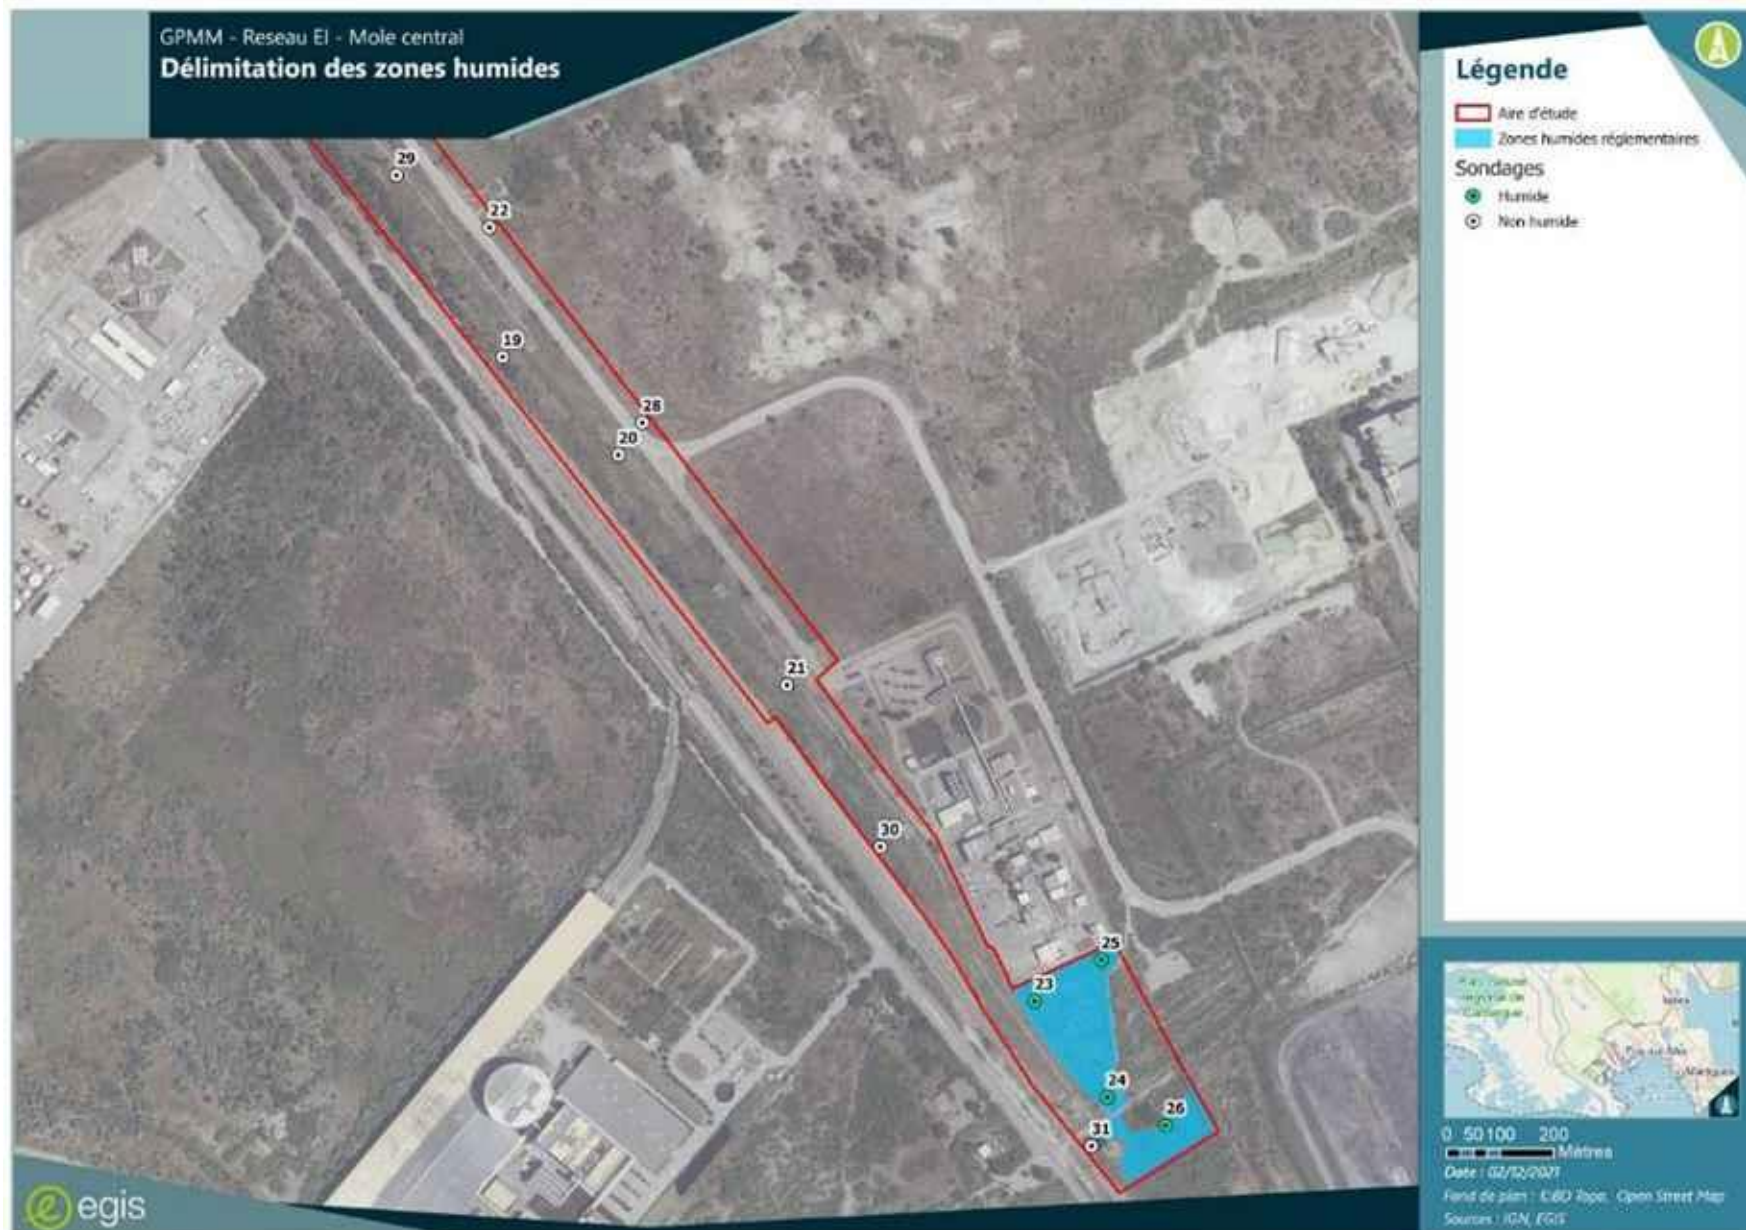 GPMM - Reseau EI - Mole central
Délimitation des zones humides
Légende
Aire d'étude
Zones humides réglementaires
Sondages
Humide
Non humide
29
22
19
28
20
21
30
25
23
24
26
31
Istres
Martigues
0 50 100 200
Mètres
Date : 02/12/2021
Fond de plan : Open Street Map
Sources : IGN, EGIS
egis